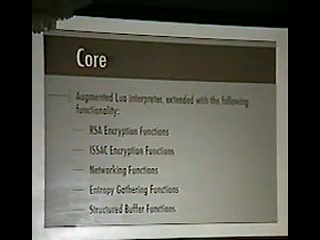 Core
Augmented Lua Interpreter, extended with the following
functionality:
RSA Encryption Functions
ISSAC Encryption Functions
Networking Functions
Entropy Gathering Functions
Structured Buffer Functions